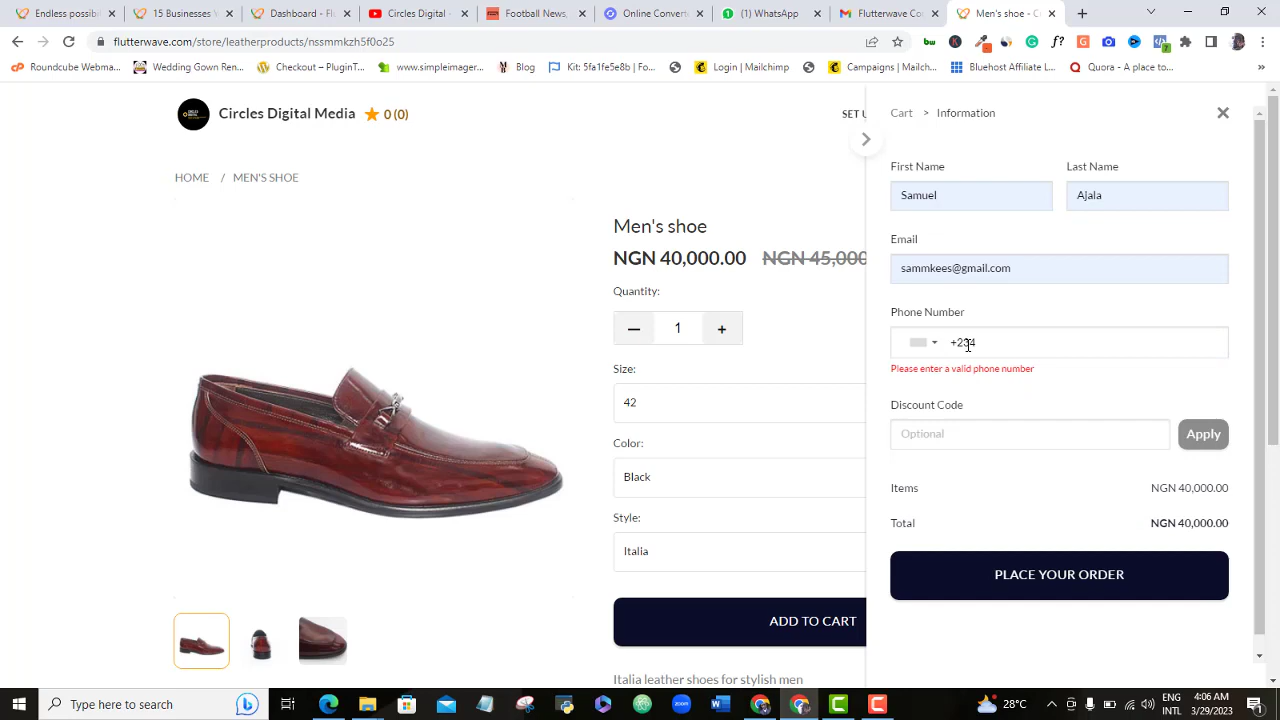 Endless possi
15 Businesses Y
Circles Digital -
Football News,
Online Convert
(1) WhatsApp
Flutterwave Co
Men's shoe - C
flutterwave.com/store/leatherproducts/nssrnmkzh5f0o25
Roundcube Webma...
Wedding Gown Ren...
Checkout – PluginT...
www.simpleimager...
Blog
Kit: 5fa1fe5e8b | Fo...
Login | Mailchimp
Campaigns | Mailch...
Bluehost Affiliate L...
Quora - A place to...
»
Circles Digital Media
0 (0)
SET U
HOME / MEN'S SHOE
Men's shoe
NGN 40,000.00 NGN 45,000
Quantity:
— 1 +
Size:
42
Color:
Black
Style:
Italia
ADD TO CART
Italia leather shoes for stylish men
Cart > Information
First Name
Last Name
Samuel
Ajala
Email
sammkees@gmail.com
Phone Number
+234
Please enter a valid phone number
Discount Code
Optional
Apply
Items NGN 40,000.00
Total NGN 40,000.00
PLACE YOUR ORDER
Type here to search
28°C
ENG
INTL
4:06 AM
3/29/2023